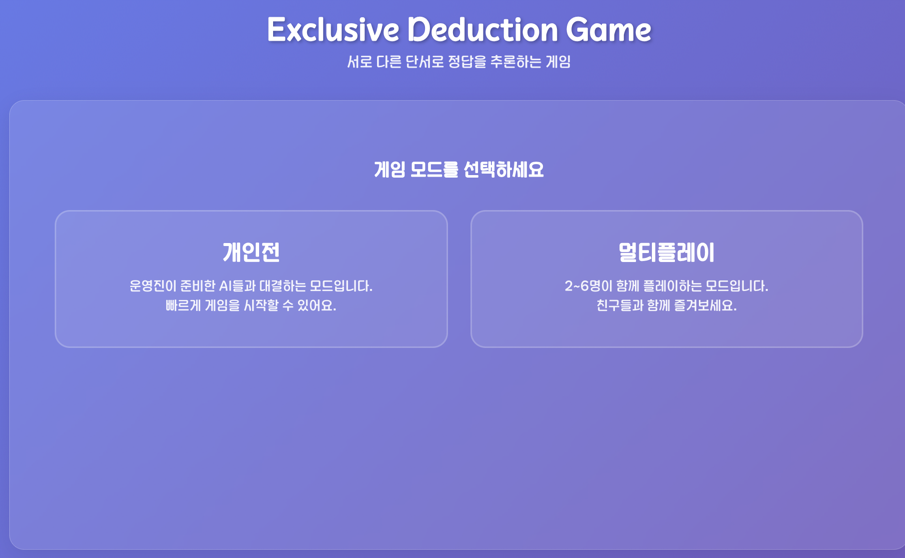 Exclusive Deduction Game
서로 다른 단서로 정답을 추론하는 게임
게임 모드를 선택하세요
개인전
운영진이 준비한 AI들과 대결하는 모드입니다.
빠르게 게임을 시작할 수 있어요.
멀티플레이
2~6명이 함께 플레이하는 모드입니다.
친구들과 함께 즐겨보세요.